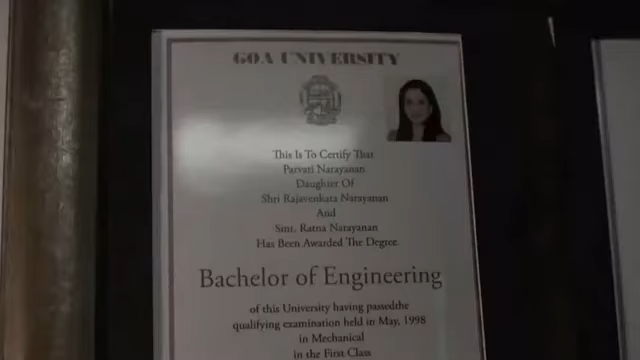 GOA UNIVERSITY
This Is To Certify That
Parvati Narayanan
Daughter Of
Shri Rajavenkata Narayanan
And
Smt. Ratna Narayanan
Has Been Awarded The Degree.
Bachelor of Engineering
of this University having passedthe
qualifying examination held in May, 1998
in Mechanical
in the First Class